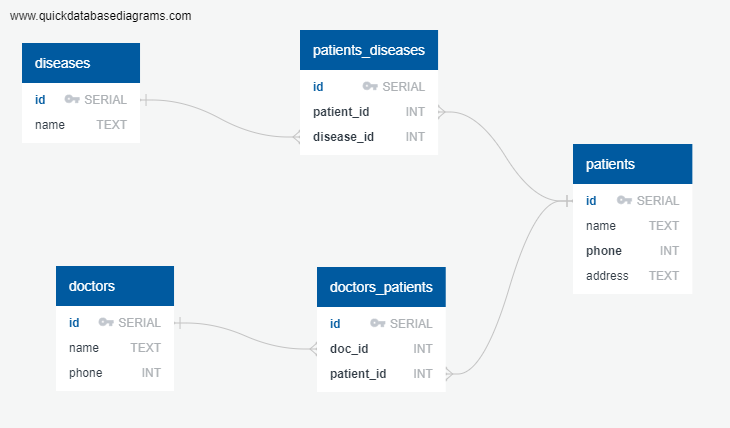 www.quickdatabasediagrams.com
diseases
id SERIAL
name TEXT
patients_diseases
id SERIAL
patient_id INT
disease_id INT
patients
id SERIAL
name TEXT
phone INT
address TEXT
doctors
id SERIAL
name TEXT
phone INT
doctors_patients
id SERIAL
doc_id INT
patient_id INT